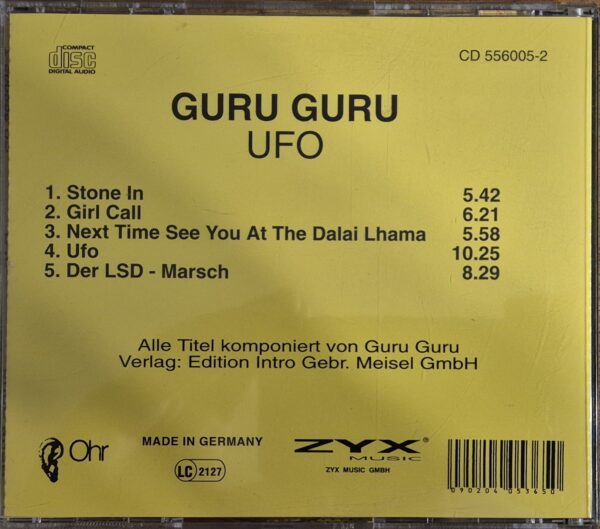 COMPACT
disc
DIGITAL AUDIO
CD 556005-2
GURU GURU
UFO
1. Stone In 5.42
2. Girl Call 6.21
3. Next Time See You At The Dalai Lhama 5.58
4. Ufo 10.25
5. Der LSD - Marsch 8.29
Alle Titel komponiert von Guru Guru
Verlag: Edition Intro Gebr. Meisel GmbH
Ohr
MADE IN GERMANY
LC 2127
ZYX®
MUSIC
ZYX MUSIC GMBH
090204 053650